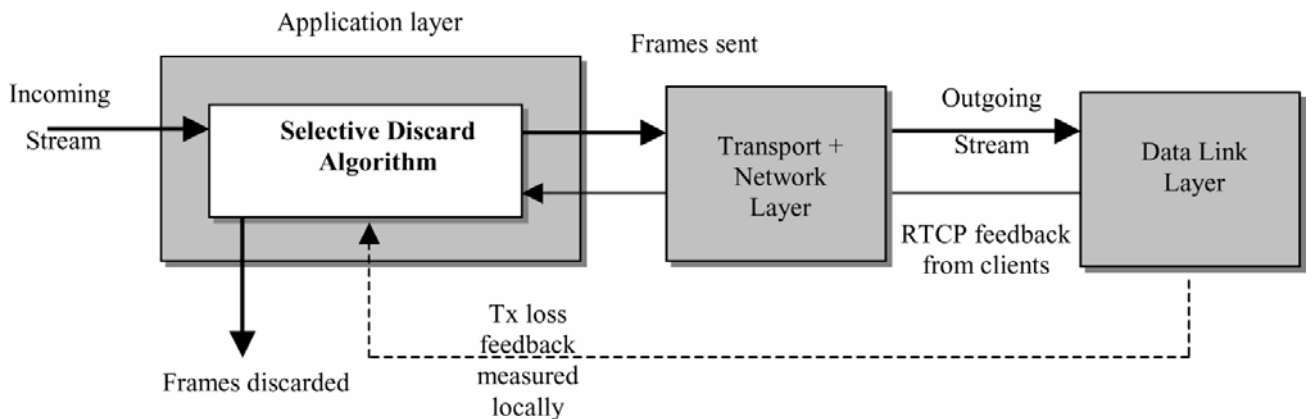 Application layer
Frames sent
Incoming
Stream
Selective Discard
Algorithm
Outgoing
Stream
Transport +
Network
Layer
Data Link
Layer
RTCP feedback
from clients
Tx loss
feedback
measured
locally
Frames discarded